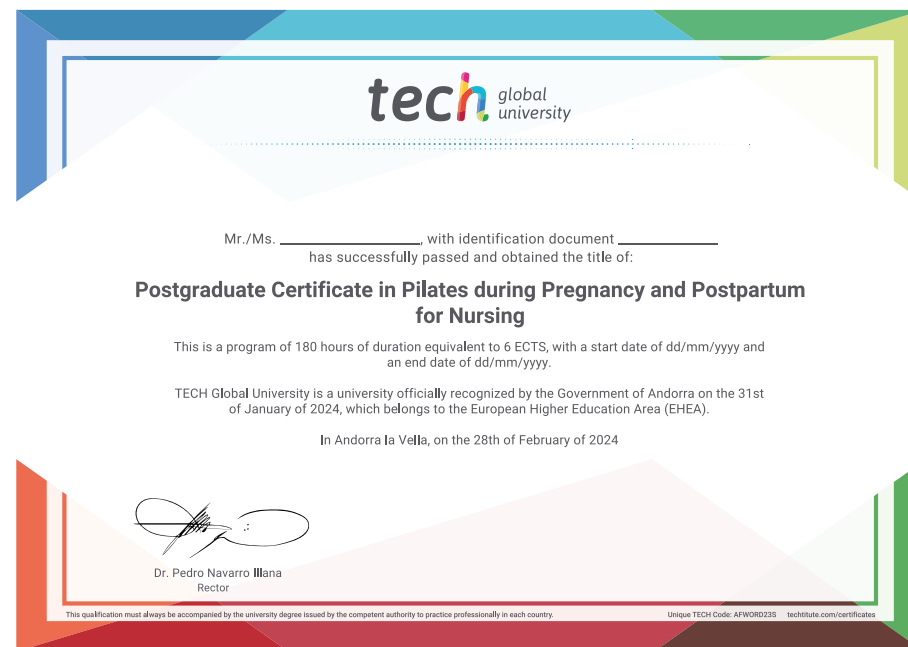 tech global
university
Mr./Ms. ____________, with identification document ____________
has successfully passed and obtained the title of:
Postgraduate Certificate in Pilates during Pregnancy and Postpartum
for Nursing
This is a program of 180 hours of duration equivalent to 6 ECTS, with a start date of dd/mm/yyyy and
an end date of dd/mm/yyyy.
TECH Global University is a university officially recognized by the Government of Andorra on the 31st
of January of 2024, which belongs to the European Higher Education Area (EHEA).
In Andorra la Vella, on the 28th of February of 2024
Dr. Pedro Navarro Illana
Rector
This qualification must always be accompanied by the university degree issued by the competent authority to practice professionally in each country. Unique TECH Code: AFWORD23S techtitute.com/certificates